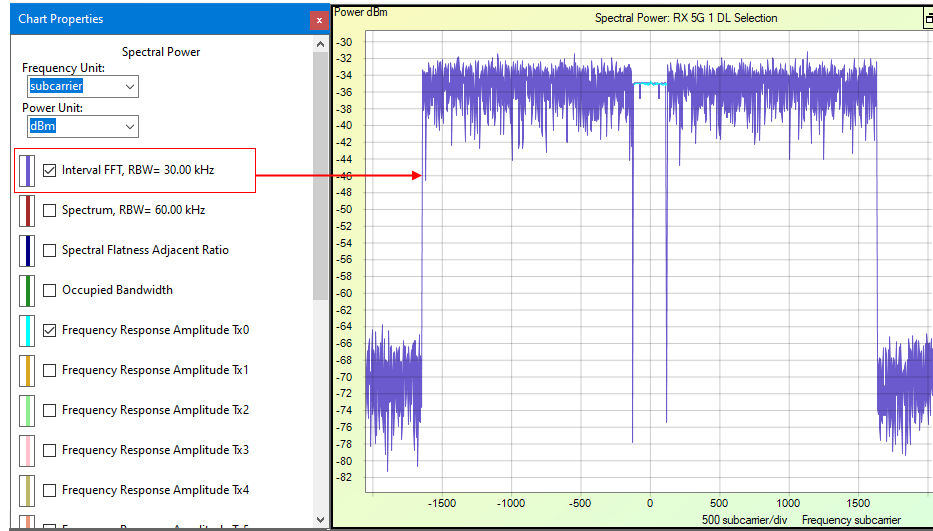 Chart Properties
x
Spectral Power
Frequency Unit:
subcarrier
Power Unit:
dBm
Interval FFT, RBW= 30.00 kHz
Spectrum, RBW= 60.00 kHz
Spectral Flatness Adjacent Ratio
Occupied Bandwidth
Frequency Response Amplitude Tx0
Frequency Response Amplitude Tx1
Frequency Response Amplitude Tx2
Frequency Response Amplitude Tx3
Frequency Response Amplitude Tx4
Power dBm
Spectral Power: RX 5G 1 DL Selection
-30
-32
-34
-36
-38
-40
-42
-44
-46
-48
-50
-52
-54
-56
-58
-60
-62
-64
-66
-68
-70
-72
-74
-76
-78
-80
-82
-1500
-1000
-500
0
500
1000
1500
500 subcarrier/div
Frequency subcarrier